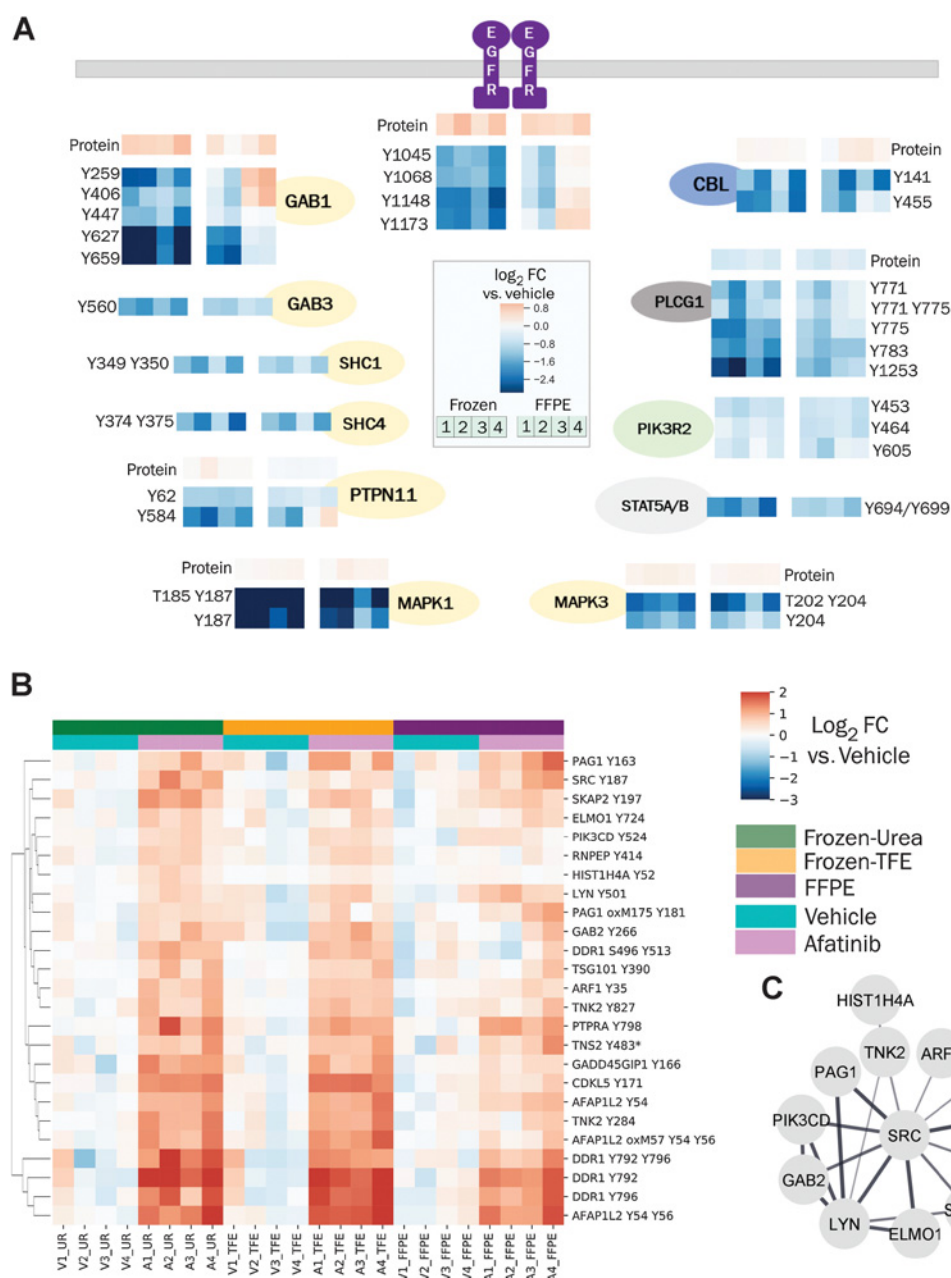 A
E G F R
E G F R
Protein
Y259
Y406
Y447
Y627
Y659
GAB1
Protein
Y1045
Y1068
Y1148
Y1173
Protein
CBL
Y141
Y455
Y560
GAB3
log2 FC
vs. vehicle
0.8
0.0
-0.8
-1.6
-2.4
Frozen
FFPE
1 2 3 4
1 2 3 4
Protein
PLCG1
Y771
Y771 Y775
Y775
Y783
Y1253
Y349 Y350
SHC1
Y374 Y375
SHC4
PIK3R2
Y453
Y464
Y605
Protein
Y62
Y584
PTPN11
STAT5A/B
Y694/Y699
Protein
T185 Y187
Y187
MAPK1
MAPK3
Protein
T202 Y204
Y204
B
PAG1 Y163
SRC Y187
SKAP2 Y197
ELMO1 Y724
PIK3CD Y524
RNPEP Y414
HIST1H4A Y52
LYN Y501
PAG1 oxM175 Y181
GAB2 Y266
DDR1 S496 Y513
TSG101 Y390
ARF1 Y35
TNK2 Y827
PTPRA Y798
TNS2 Y483*
GADD45GIP1 Y166
CDKL5 Y171
AFAP1L2 Y54
TNK2 Y284
AFAP1L2 oxM57 Y54 Y56
DDR1 Y792 Y796
DDR1 Y792
DDR1 Y796
AFAP1L2 Y54 Y56
V1_UR
V2_UR
V3_UR
V4_UR
A1_UR
A2_UR
A3_UR
A4_UR
V1_TFE
V2_TFE
V3_TFE
V4_TFE
A1_TFE
A2_TFE
A3_TFE
A4_TFE
V1_FFPE
V2_FFPE
V3_FFPE
V4_FFPE
A1_FFPE
A2_FFPE
A3_FFPE
A4_FFPE
2
1
0
-1
-2
-3
Log2 FC
vs. Vehicle
Frozen-Urea
Frozen-TFE
FFPE
Vehicle
Afatinib
C
HIST1H4A
TNK2
ARF
PAG1
PIK3CD
SRC
GAB2
S
LYN
ELMO1